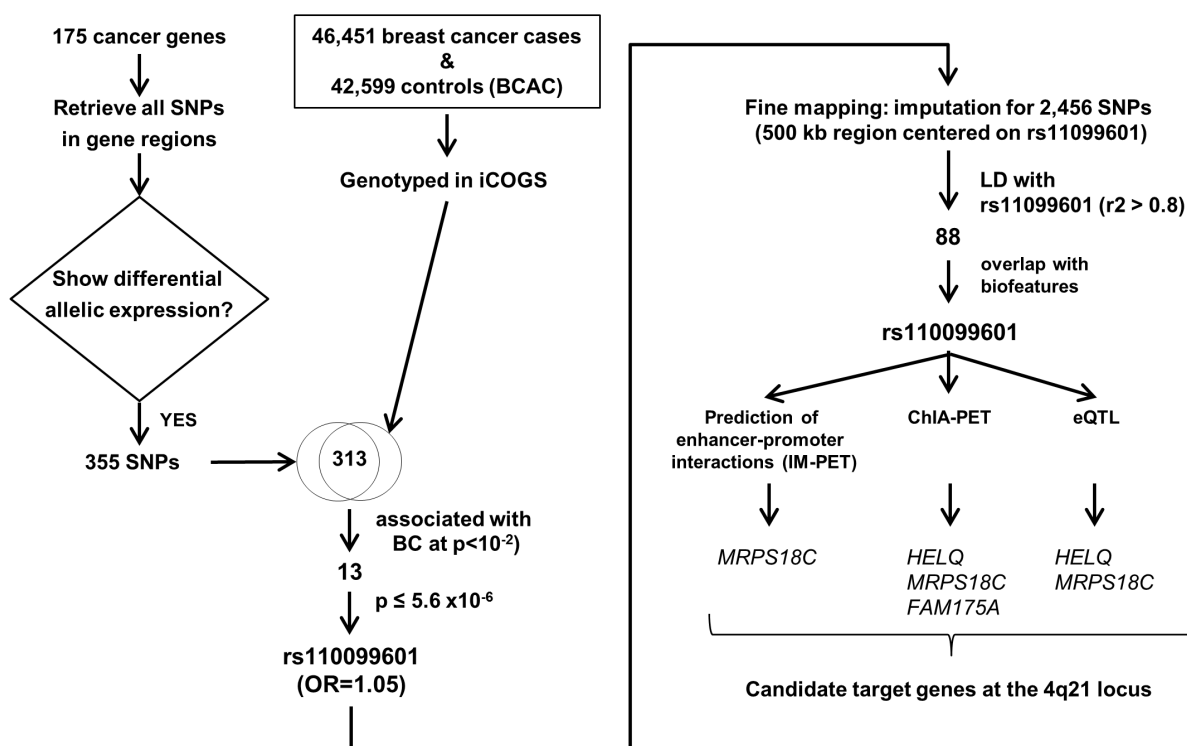 175 cancer genes
Retrieve all SNPs
in gene regions
Show differential
allelic expression?
YES
355 SNPs
46,451 breast cancer cases
&
42,599 controls (BCAC)
Genotyped in iCOGS
313
associated with
BC at p<10-2)
13
p ≤ 5.6 x10-6
rs110099601
(OR=1.05)
Fine mapping: imputation for 2,456 SNPs
(500 kb region centered on rs11099601)
LD with
rs11099601 (r2 > 0.8)
88
overlap with
biofeatures
rs110099601
Prediction of
enhancer-promoter
interactions (IM-PET)
MRPS18C
ChIA-PET
HELQ
MRPS18C
FAM175A
eQTL
HELQ
MRPS18C
Candidate target genes at the 4q21 locus